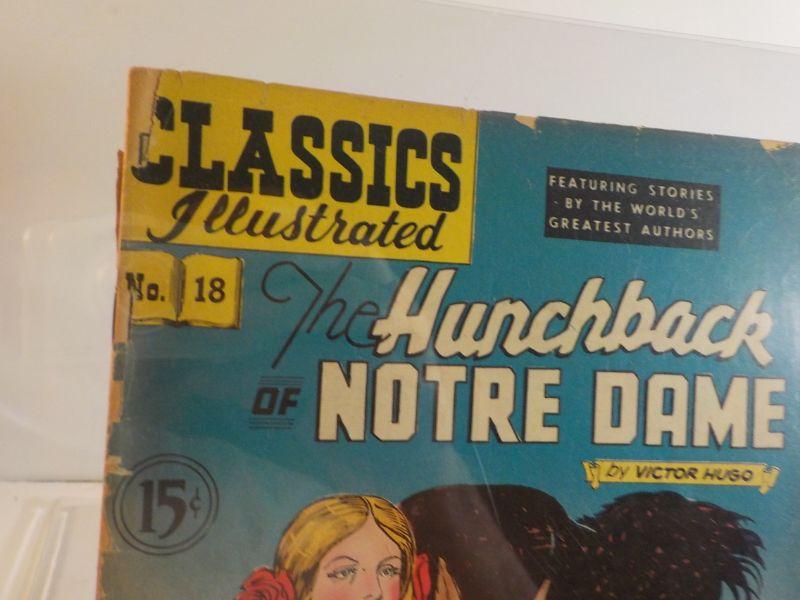 CLASSICS
Illustrated
FEATURING STORIES
BY THE WORLD'S
GREATEST AUTHORS
No. 18
The Hunchback
OF NOTRE DAME
by VICTOR HUGO
15¢